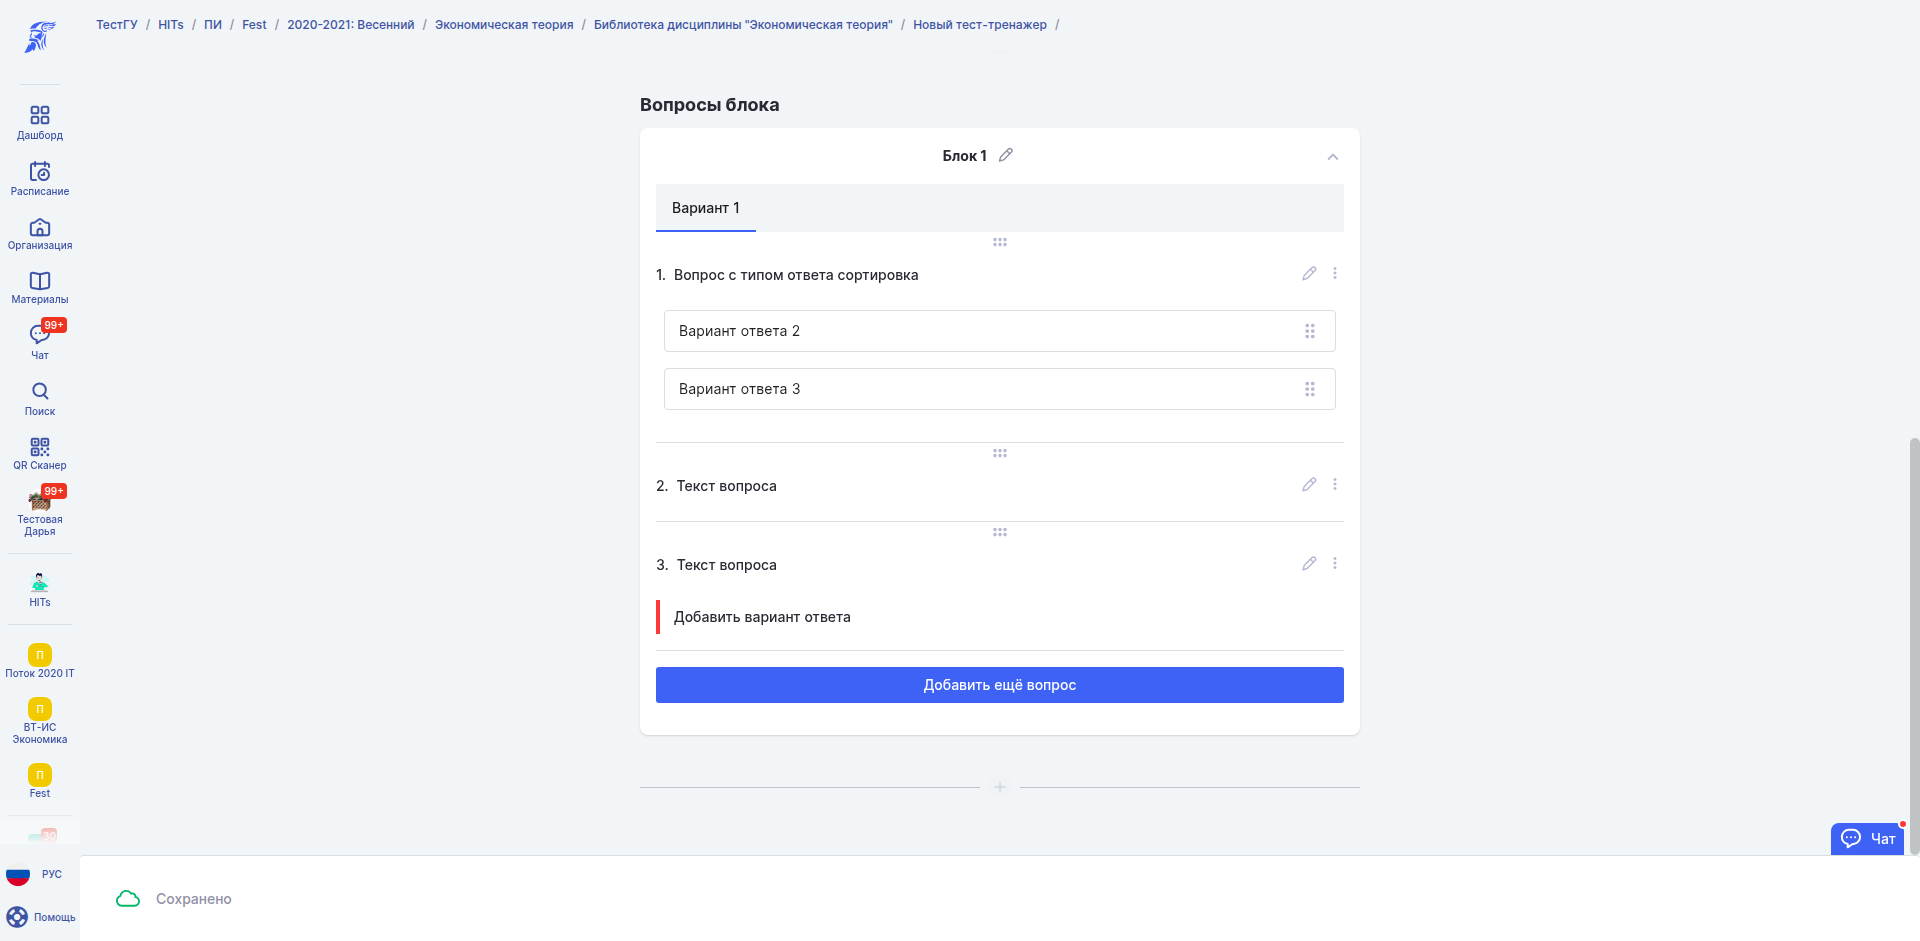 ТестГУ / HITs / ПИ / Fest / 2020-2021: Весенний / Экономическая теория / Библиотека дисциплины "Экономическая теория" / Новый тест-тренажер /
Дашборд
Расписание
Организация
Материалы
99+
Чат
Поиск
QR Сканер
99+
Тестовая
Дарья
HITs
П
Поток 2020 IT
П
ВТ-ИС
Экономика
П
Fest
30
РУС
Помощь
Вопросы блока
Блок 1
Вариант 1
1. Вопрос с типом ответа сортировка
Вариант ответа 2
Вариант ответа 3
2. Текст вопроса
3. Текст вопроса
Добавить вариант ответа
Добавить ещё вопрос
Чат
Сохранено